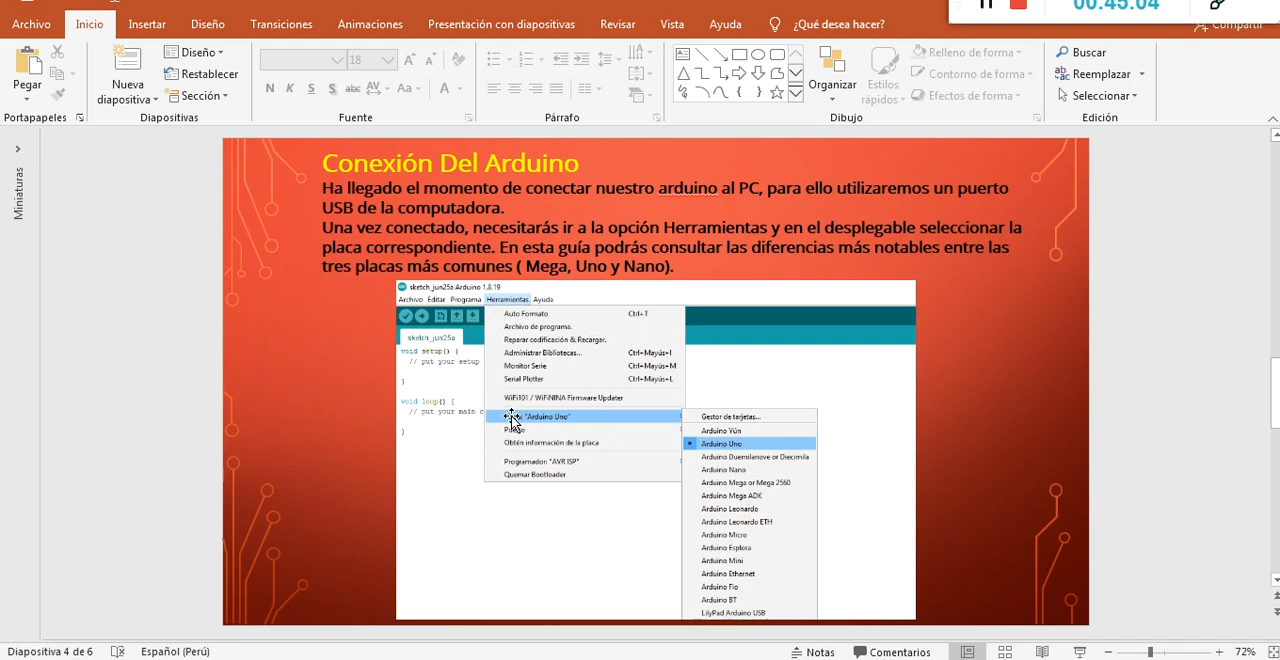 00:45:04
Archivo Inicio Insertar Diseño Transiciones Animaciones Presentación con diapositivas Revisar Vista Ayuda ¿Qué desea hacer? Compartir
Pegar
Portapapeles
Nueva
diapositiva
Diseño
Restablecer
Sección
Diapositivas
18
N K S S abc AV Aa A
Fuente
Párrafo
Organizar
Estilos
rápidos
Relleno de forma
Contorno de forma
Efectos de forma
Dibujo
Buscar
Reemplazar
Seleccionar
Edición
Miniaturas
Conexión Del Arduino
Ha llegado el momento de conectar nuestro arduino al PC, para ello utilizaremos un puerto
USB de la computadora.
Una vez conectado, necesitarás ir a la opción Herramientas y en el desplegable seleccionar la
placa correspondiente. En esta guía podrás consultar las diferencias más notables entre las
tres placas más comunes ( Mega, Uno y Nano).
sketch_jun25a Arduino 1.8.19
Archivo Editar Programa Herramientas Ayuda
sketch_jun25a
void setup() {
// put your setup
}
void loop() {
// put your main c
}
Auto Formato Ctrl+T
Archivo de programa.
Reparar codificación & Recargar.
Administrar Bibliotecas... Ctrl+Mayús+I
Monitor Serie Ctrl+Mayús+M
Serial Plotter Ctrl+Mayús+L
WiFi101 / WiFiNINA Firmware Updater
"Arduino Uno"
Obtén información de la placa
Programador: "AVR ISP"
Quemar Bootloader
Gestor de tarjetas...
Arduino Yún
Arduino Uno
Arduino Duemilanove or Diecimila
Arduino Nano
Arduino Mega or Mega 2560
Arduino Mega ADK
Arduino Leonardo
Arduino Leonardo ETH
Arduino Micro
Arduino Esplora
Arduino Mini
Arduino Ethernet
Arduino Fio
Arduino BT
LilyPad Arduino USB
Diapositiva 4 de 6 Español (Perú) Notas Comentarios 72%